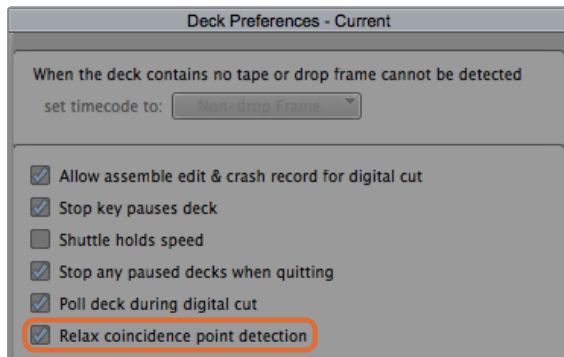 Deck Preferences - Current
When the deck contains no tape or drop frame cannot be detected
set timecode to: Non-drop Frame
Allow assemble edit & crash record for digital cut
Stop key pauses deck
Shuttle holds speed
Stop any paused decks when quitting
Poll deck during digital cut
Relax coincidence point detection